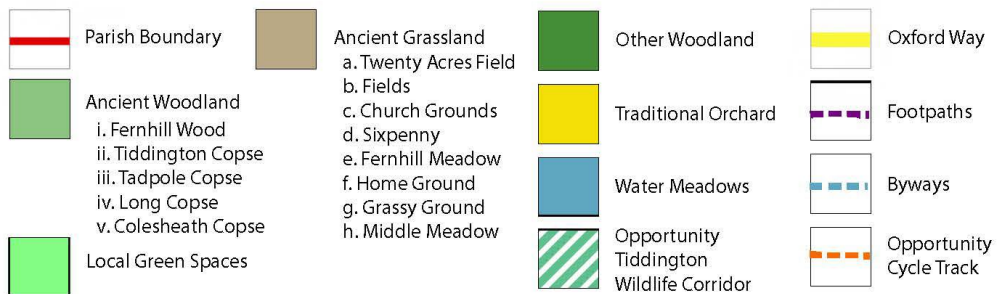 Parish Boundary
Ancient Woodland
i. Fernhill Wood
ii. Tiddington Copse
iii. Tadpole Copse
iv. Long Copse
v. Colesheath Copse
Local Green Spaces
Ancient Grassland
a. Twenty Acres Field
b. Fields
c. Church Grounds
d. Sixpenny
e. Fernhill Meadow
f. Home Ground
g. Grassy Ground
h. Middle Meadow
Other Woodland
Traditional Orchard
Water Meadows
Opportunity
Tiddington
Wildlife Corridor
Oxford Way
Footpaths
Byways
Opportunity
Cycle Track